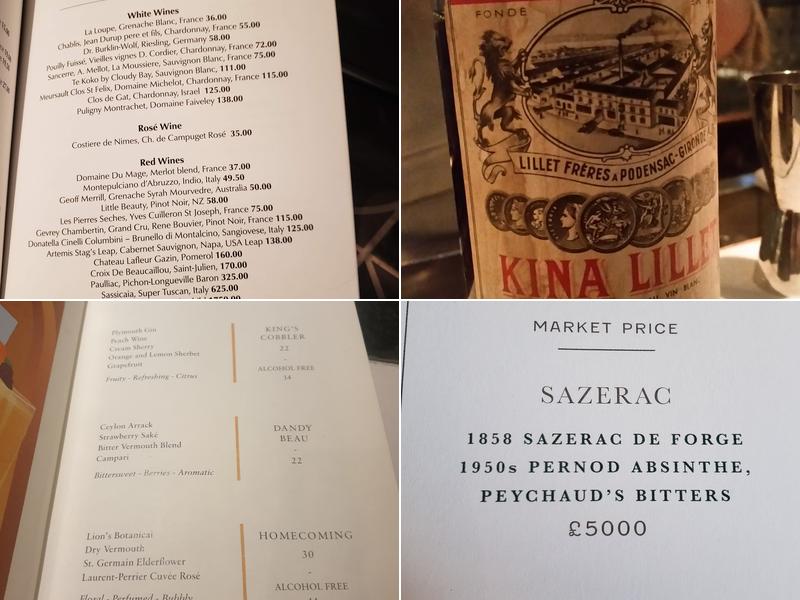 White Wines
La Loupe, Grenache Blanc, France 36.00
Chablis, Jean Durup pere et fils, Chardonnay, France 55.00
Dr. Burklin-Wolf, Riesling, Germany 58.00
Pouilly Fuissé, Vieilles vignes D. Cordier, Chardonnay, France 72.00
Sancerre, A. Mellot, La Moussiere, Sauvignon Blanc, France 75.00
Te Koko by Cloudy Bay, Sauvignon Blanc, 111.00
Meursault Clos St Felix, Domaine Michelot, Chardonnay, France 115.00
Clos de Gat, Chardonnay, Israel 125.00
Puligny Montrachet, Domaine Faiveley 138.00
Rosé Wine
Costiere de Nimes, Ch. de Campuget Rosé 35.00
Red Wines
Domaine Du Mage, Merlot blend, France 37.00
Montepulciano d'Abruzzo, Indio, Italy 49.50
Geoff Merrill, Grenache Syrah Mourvedre, Australia 50.00
Little Beauty, Pinot Noir, NZ 58.00
Les Pierres Seches, Yves Cuilleron St Joseph, France 75.00
Gevrey Chambertin, Grand Cru, Rene Bouvier, Pinot Noir, France 115.00
Donatella Cinelli Columbini – Brunello di Montalcino, Sangiovese, Italy 125.00
Artemis Stag's Leap, Cabernet Sauvignon, Napa, USA Leap 138.00
Chateau Lafleur Gazin, Pomerol 160.00
Croix De Beaucaillou, Saint-Julien, 170.00
Paulliac, Pichon-Longueville Baron 325.00
Sassicaia, Super Tuscan, Italy 625.00
FONDÉ
LILLET FRÈRES A PODENSAC-GIRONDE
KINA LILLET
VIN BLANC
Plymouth Gin
Peach Wine
Cream Sherry
Orange and Lemon Sherbet
Grapefruit
Fruity - Refreshing - Citrus
KING'S
COBBLER
22
-
ALCOHOL FREE
14
Ceylon Arrack
Strawberry Saké
Bitter Vermouth Blend
Campari
Bittersweet - Berries - Aromatic
DANDY
BEAU
-
22
Lion's Botanical
Dry Vermouth
St. Germain Elderflower
Laurent-Perrier Cuvée Rosé
Floral - Perfumed - Bubbly
HOMECOMING
30
-
ALCOHOL FREE
MARKET PRICE
SAZERAC
1858 SAZERAC DE FORGE
1950s PERNOD ABSINTHE,
PEYCHAUD'S BITTERS
£5000